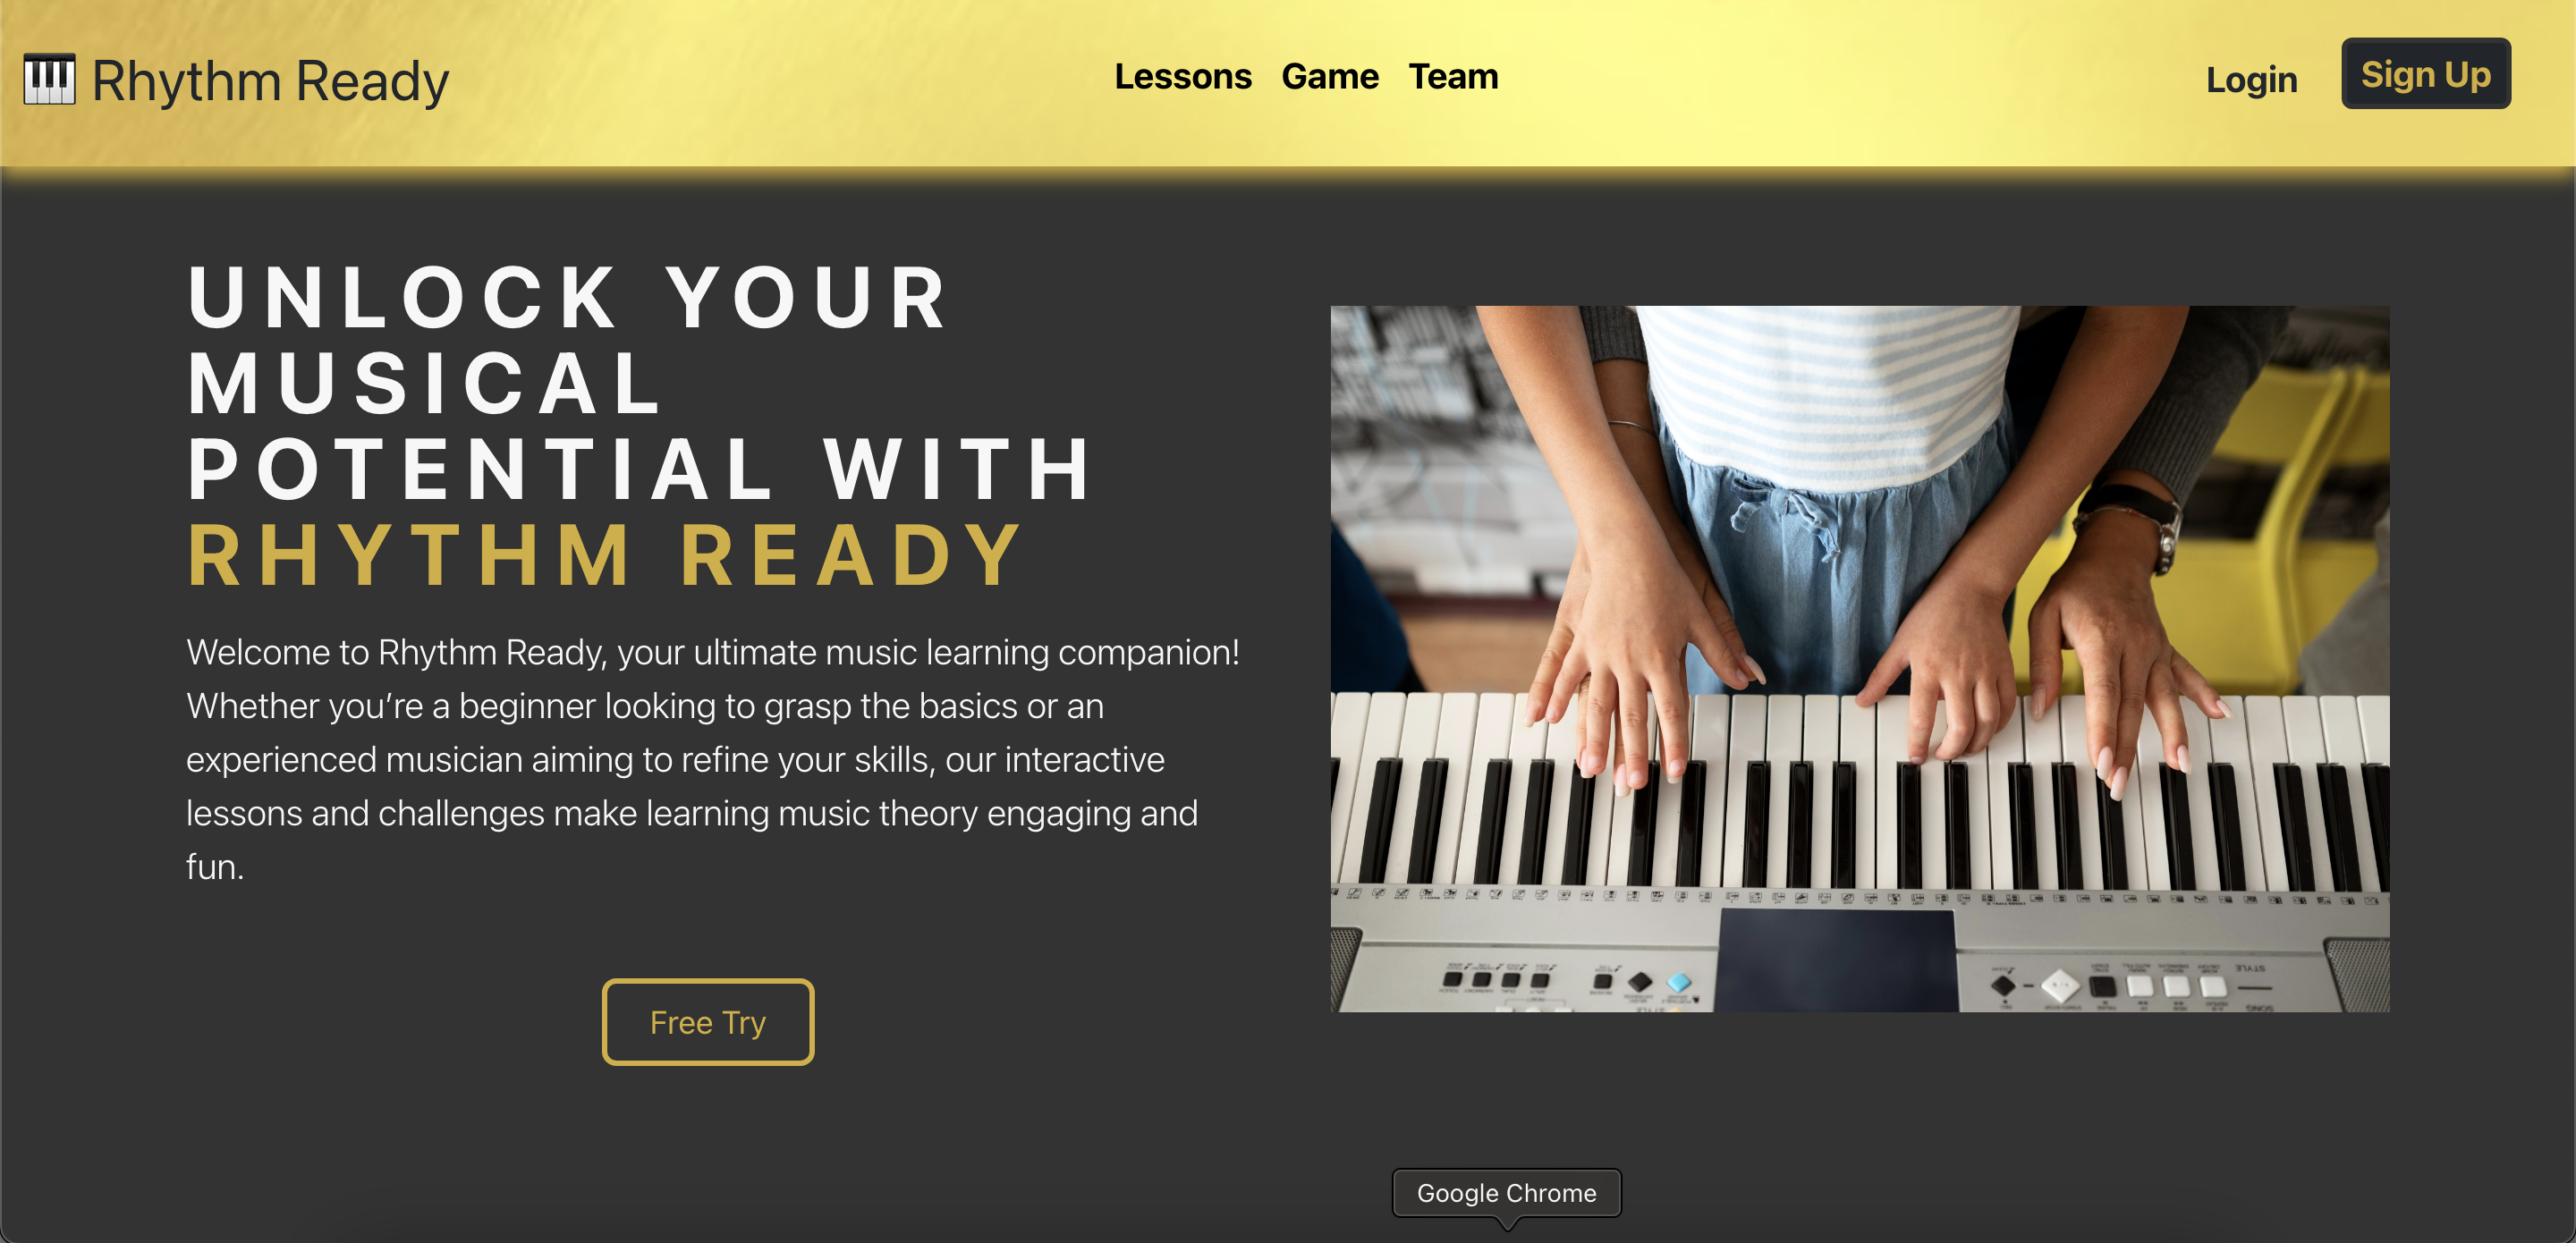 Rhythm Ready
Lessons Game Team
Login Sign Up
UNLOCK YOUR
MUSICAL
POTENTIAL WITH
RHYTHM READY
Welcome to Rhythm Ready, your ultimate music learning companion!
Whether you’re a beginner looking to grasp the basics or an
experienced musician aiming to refine your skills, our interactive
lessons and challenges make learning music theory engaging and
fun.
Free Try
STYLE
SONG
Google Chrome